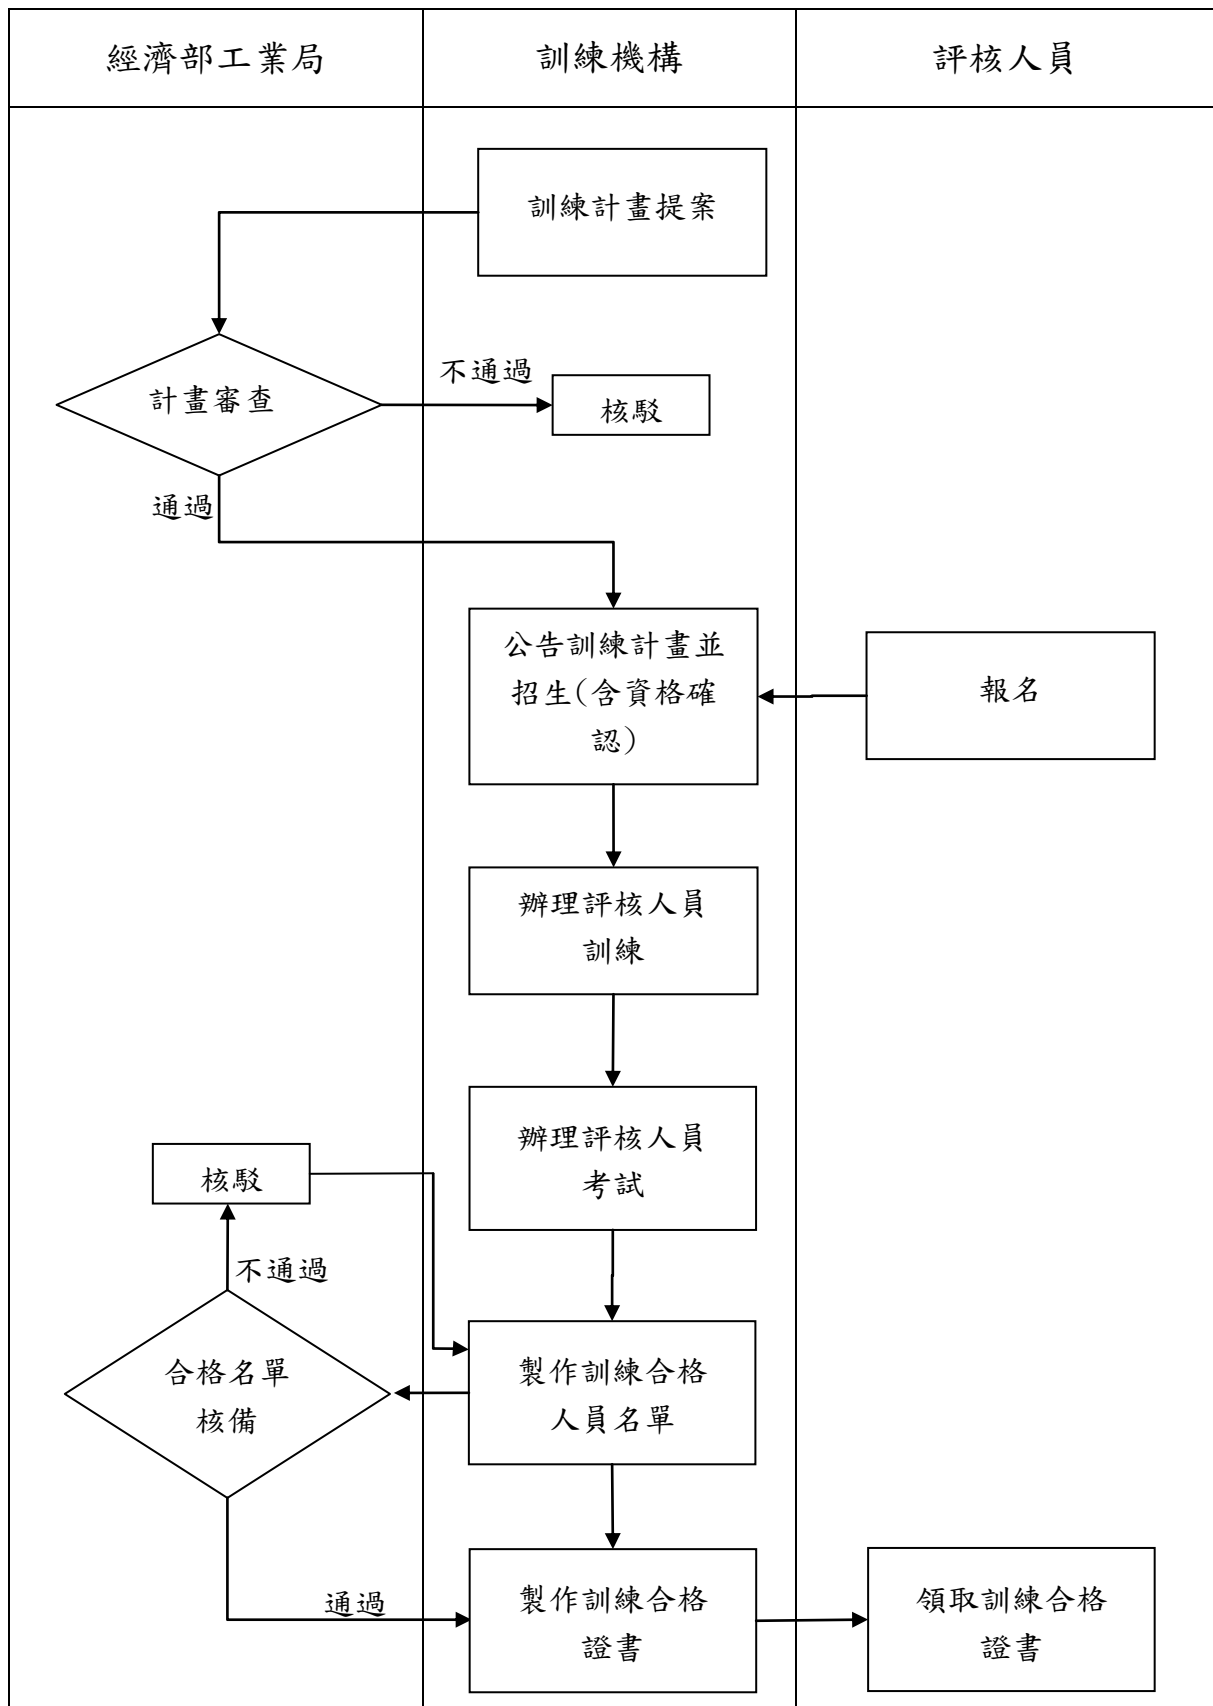 經濟部工業局
訓練機構
評核人員
訓練計畫提案
不通過
計畫審查
核駁
通過
公告訓練計畫並
招生(含資格確
認)
報名
辦理評核人員
訓練
辦理評核人員
考試
核駁
不通過
合格名單
核備
製作訓練合格
人員名單
通過
製作訓練合格
證書
領取訓練合格
證書